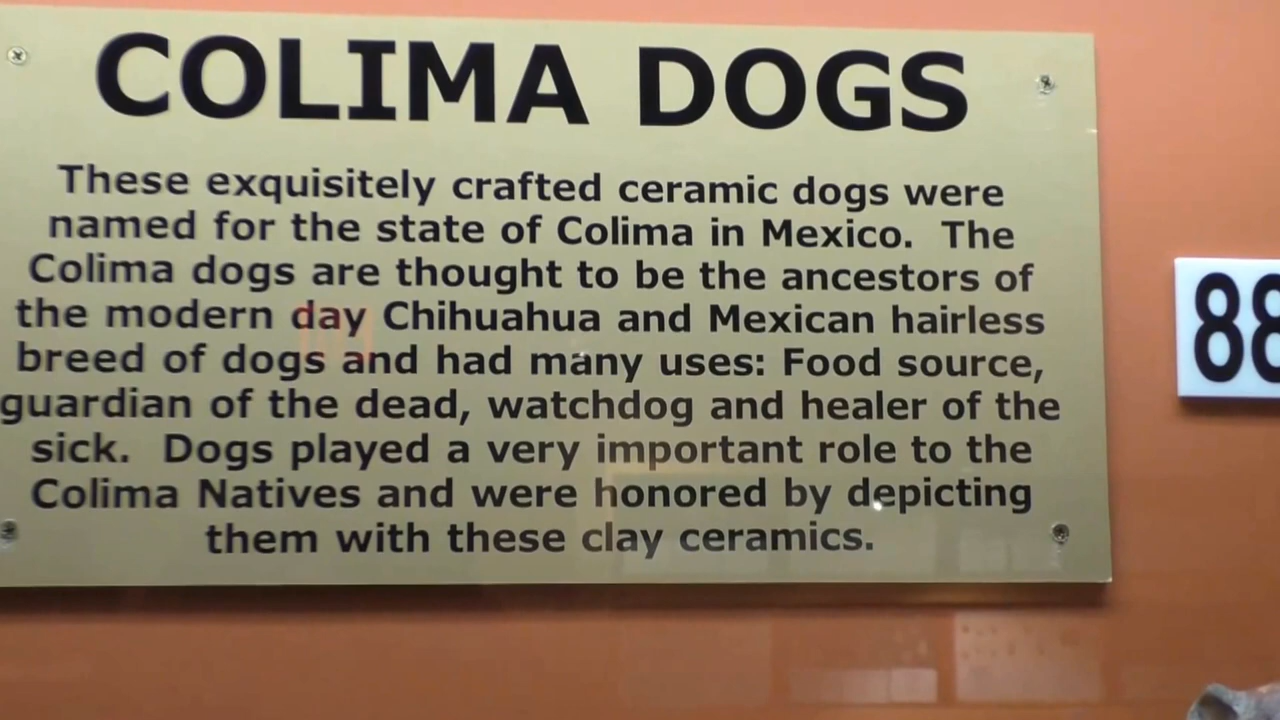 COLIMA DOGS
These exquisitely crafted ceramic dogs were
named for the state of Colima in Mexico. The
Colima dogs are thought to be the ancestors of
the modern day Chihuahua and Mexican hairless
breed of dogs and had many uses: Food source,
guardian of the dead, watchdog and healer of the
sick. Dogs played a very important role to the
Colima Natives and were honored by depicting
them with these clay ceramics.
88